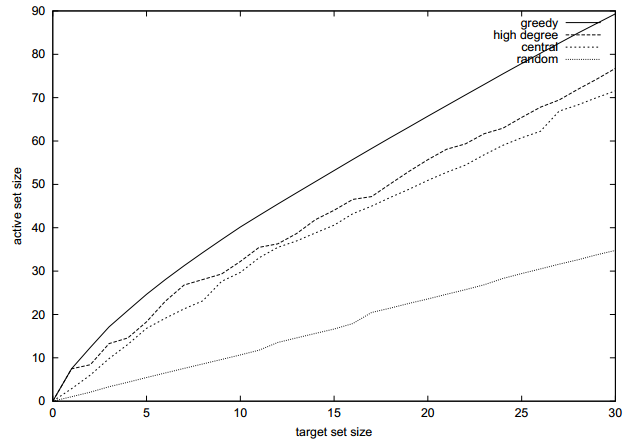 90
80
70
60
50
40
30
20
10
0
active set size
greedy
high degree
central
random
0 5 10 15 20 25 30
target set size